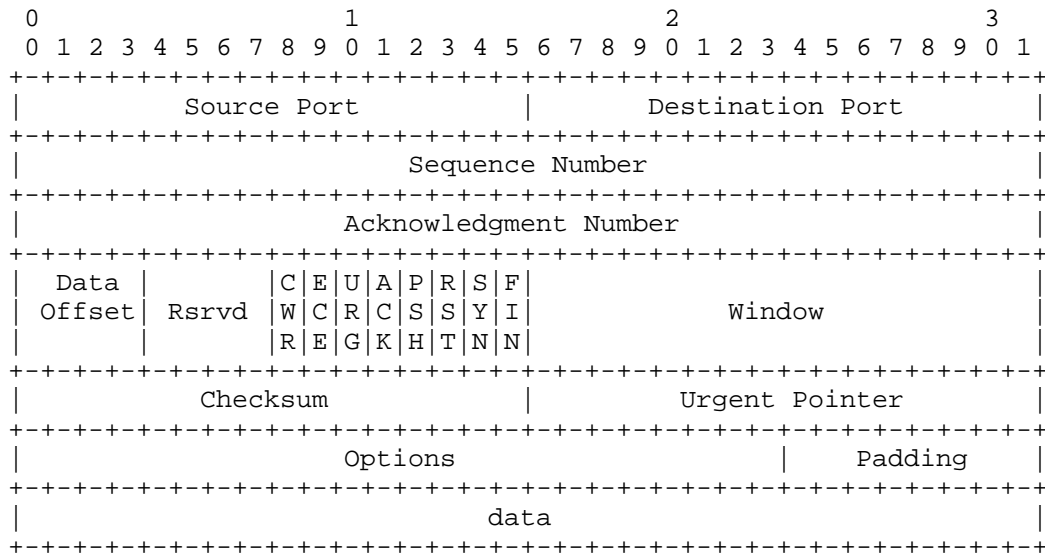 0                   1                   2                   3
 0 1 2 3 4 5 6 7 8 9 0 1 2 3 4 5 6 7 8 9 0 1 2 3 4 5 6 7 8 9 0 1
+-+-+-+-+-+-+-+-+-+-+-+-+-+-+-+-+-+-+-+-+-+-+-+-+-+-+-+-+-+-+-+-+
|          Source Port          |       Destination Port        |
+-+-+-+-+-+-+-+-+-+-+-+-+-+-+-+-+-+-+-+-+-+-+-+-+-+-+-+-+-+-+-+-+
|                        Sequence Number                        |
+-+-+-+-+-+-+-+-+-+-+-+-+-+-+-+-+-+-+-+-+-+-+-+-+-+-+-+-+-+-+-+-+
|                    Acknowledgment Number                      |
+-+-+-+-+-+-+-+-+-+-+-+-+-+-+-+-+-+-+-+-+-+-+-+-+-+-+-+-+-+-+-+-+
|  Data |       |C|E|U|A|P|R|S|F|                               |
| Offset| Rsrvd |W|C|R|C|S|S|Y|I|            Window             |
|       |       |R|E|G|K|H|T|N|N|                               |
+-+-+-+-+-+-+-+-+-+-+-+-+-+-+-+-+-+-+-+-+-+-+-+-+-+-+-+-+-+-+-+-+
|           Checksum            |         Urgent Pointer        |
+-+-+-+-+-+-+-+-+-+-+-+-+-+-+-+-+-+-+-+-+-+-+-+-+-+-+-+-+-+-+-+-+
|                    Options                    |    Padding    |
+-+-+-+-+-+-+-+-+-+-+-+-+-+-+-+-+-+-+-+-+-+-+-+-+-+-+-+-+-+-+-+-+
|                             data                              |
+-+-+-+-+-+-+-+-+-+-+-+-+-+-+-+-+-+-+-+-+-+-+-+-+-+-+-+-+-+-+-+-+